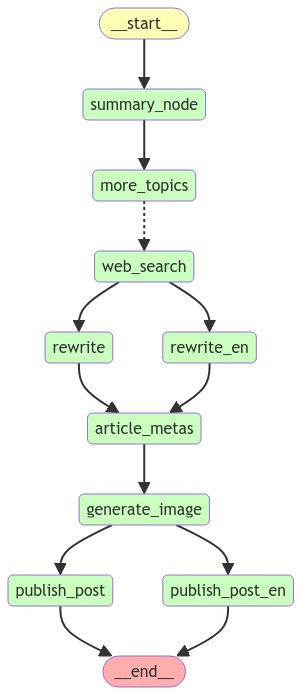 __start__
summary_node
more_topics
web_search
rewrite
rewrite_en
article_metas
generate_image
publish_post
publish_post_en
__end__